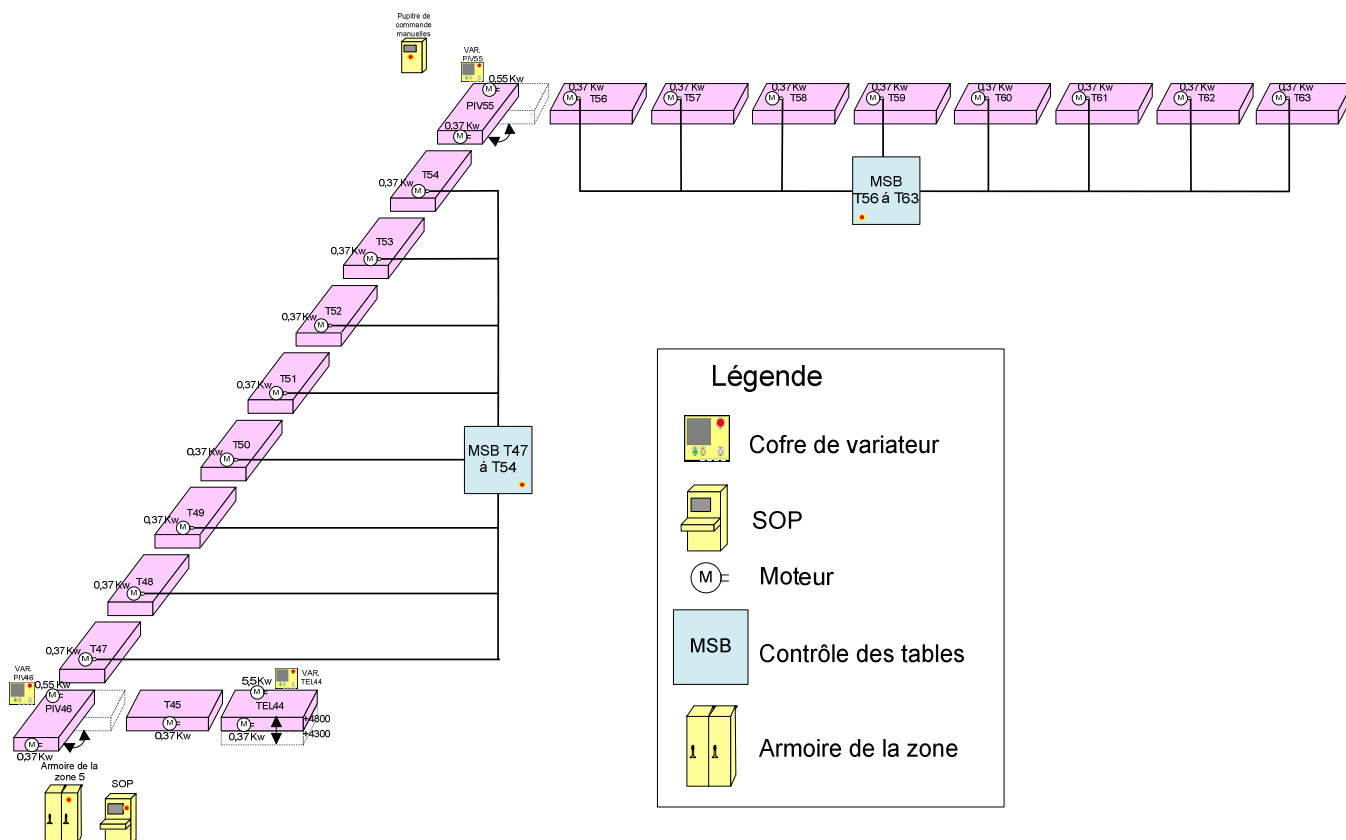 Pupitre de
commande
manuelles
VAR.
PIV55
0,55 Kw
PIV55
0,37 Kw
0,37 Kw
T56
0,37 Kw
T57
0,37 Kw
T58
0,37 Kw
T59
0,37 Kw
T60
0,37 Kw
T61
0,37 Kw
T62
0,37 Kw
T63
M
M
M
M
M
M
M
M
M
M
MSB
T56 á T63
T54
0,37 Kw
M
T53
0,37 Kw
M
T52
0,37 Kw
M
T51
0,37 Kw
M
T50
0,37 Kw
M
MSB T47
á T54
T49
0,37 Kw
M
T48
0,37 Kw
M
T47
0,37 Kw
M
VAR.
PIV46
0,55 Kw
M
PIV46
M
0,37 Kw
T45
M
0,37 Kw
5,5Kw
M
VAR.
TEL44
TEL44
M
0,37 Kw
+4800
+4300
Armoire de la
zone 5
SOP
Légende
Cofre de variateur
SOP
M
Moteur
MSB
Contrôle des tables
Armoire de la zone